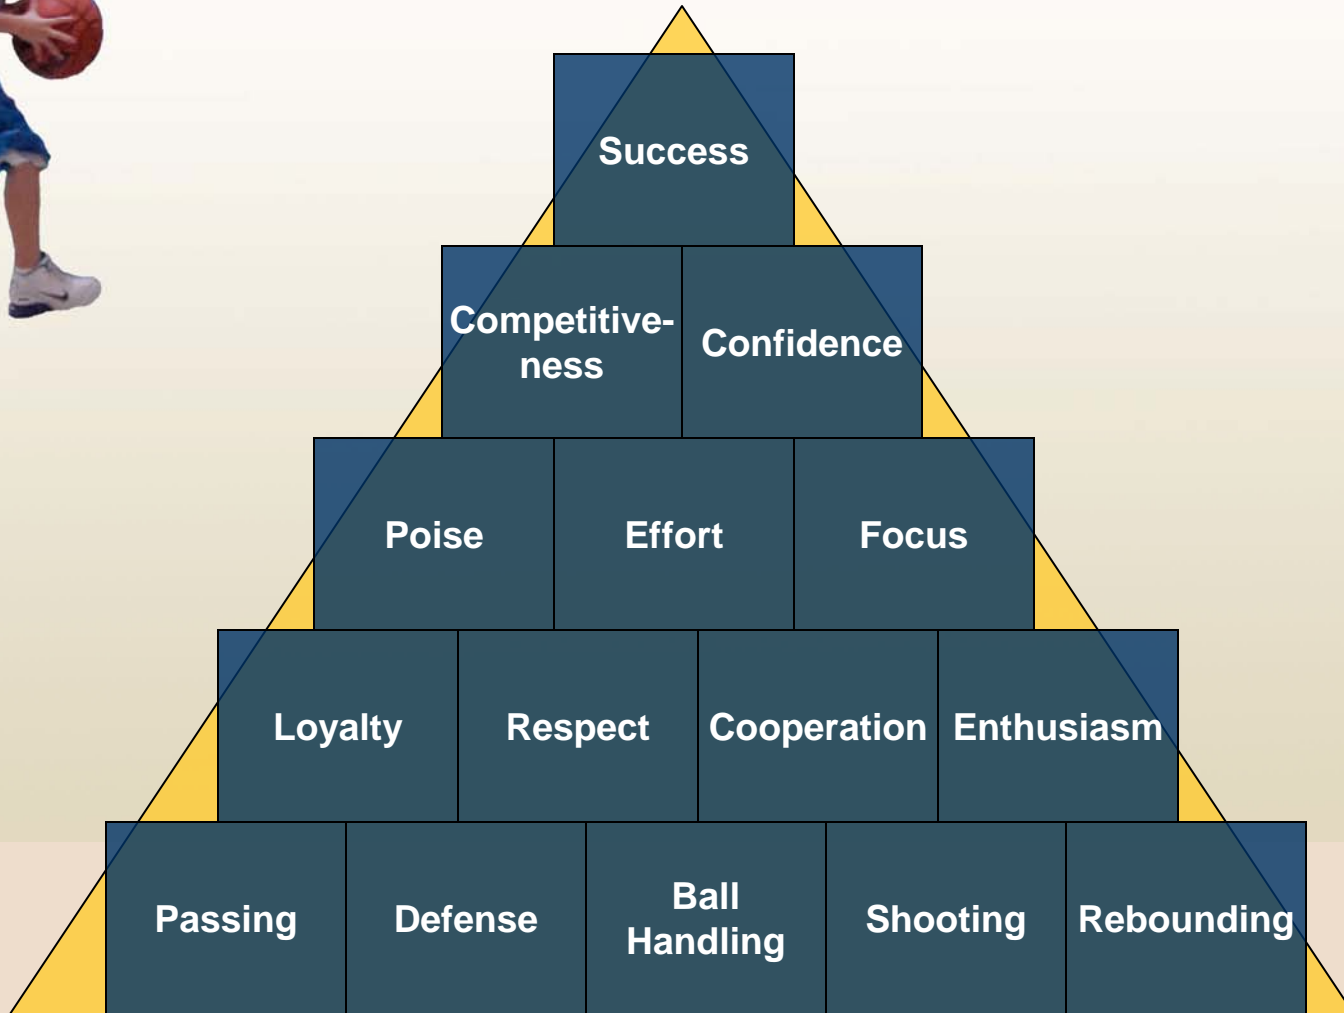 Success
Competitive-
ness
Confidence
Poise
Effort
Focus
Loyalty
Respect
Cooperation
Enthusiasm
Passing
Defense
Ball
Handling
Shooting
Rebounding